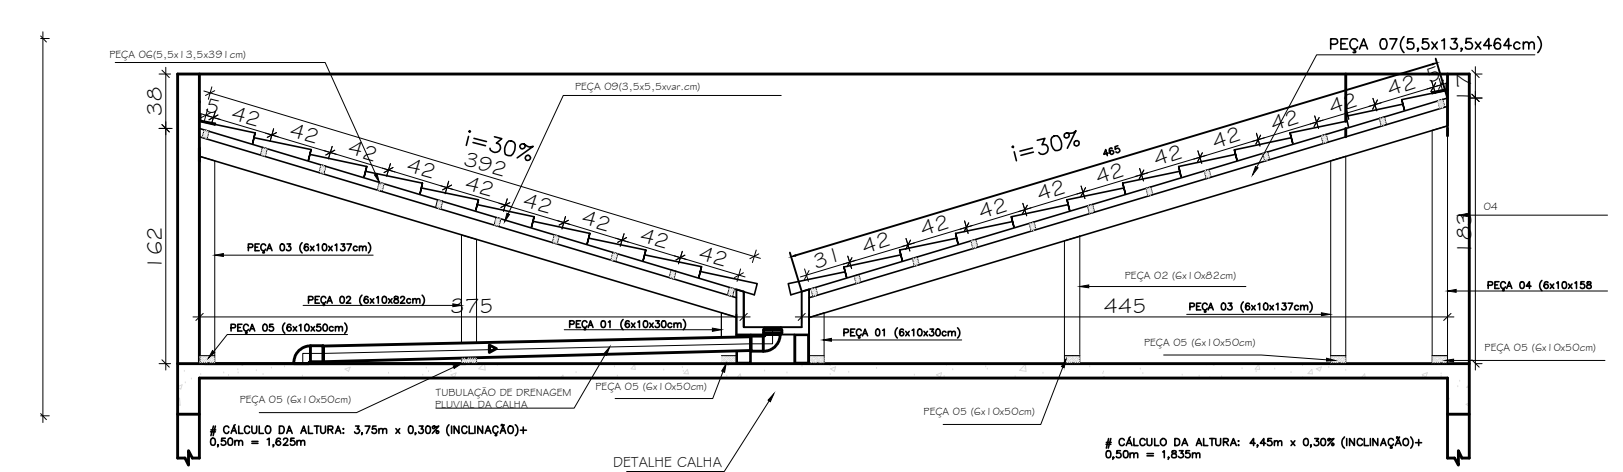 PEÇA 07(5,5x13,5x464cm)
PEÇA 06(5,5x13,5x391cm)
PEÇA 09(3,5x5,5xvar.cm)
38
5
42
42
42
42
42
42
42
42
42
i=30%
392
i=30%
465
31
42
42
42
42
42
42
42
42
42
42
5
17
04
162
183
PEÇA 03 (6x10x137cm)
PEÇA 02 (6x10x82cm)
PEÇA 02 (6x10x82cm)
PEÇA 04 (6x10x158
375
445
PEÇA 03 (6x10x137cm)
PEÇA 05 (6x10x50cm)
PEÇA 01 (6x10x30cm)
PEÇA 01 (6x10x30cm)
PEÇA 05 (6x10x50cm)
PEÇA 05 (6x10x50cm)
PEÇA 05 (6x10x50cm)
TUBULAÇÃO DE DRENAGEM
PLUVIAL DA CALHA
PEÇA 05 (6x10x50cm)
PEÇA 05 (6x10x50cm)
# CÁLCULO DA ALTURA: 3,75m x 0,30% (INCLINAÇÃO)+
0,50m = 1,625m
DETALHE CALHA
# CÁLCULO DA ALTURA: 4,45m x 0,30% (INCLINAÇÃO)+
0,50m = 1,835m